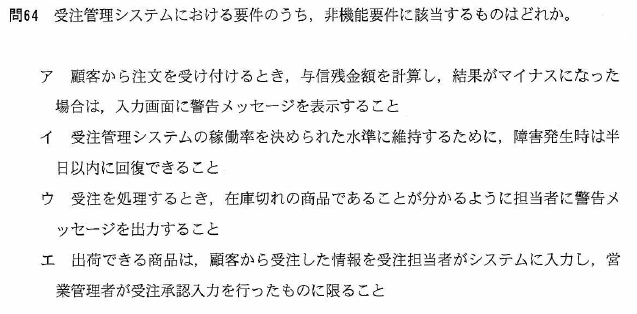 問64 受注管理システムにおける要件のうち，非機能要件に該当するものはどれか。
ア 顧客から注文を受け付けるとき，与信残金額を計算し，結果がマイナスになった
場合は，入力画面に警告メッセージを表示すること
イ 受注管理システムの稼働率を決められた水準に維持するために，障害発生時は半
日以内に回復できること
ウ 受注を処理するとき，在庫切れの商品であることが分かるように担当者に警告メ
ッセージを出力すること
エ 出荷できる商品は，顧客から受注した情報を受注担当者がシステムに入力し，営
業管理者が受注承認入力を行ったものに限ること